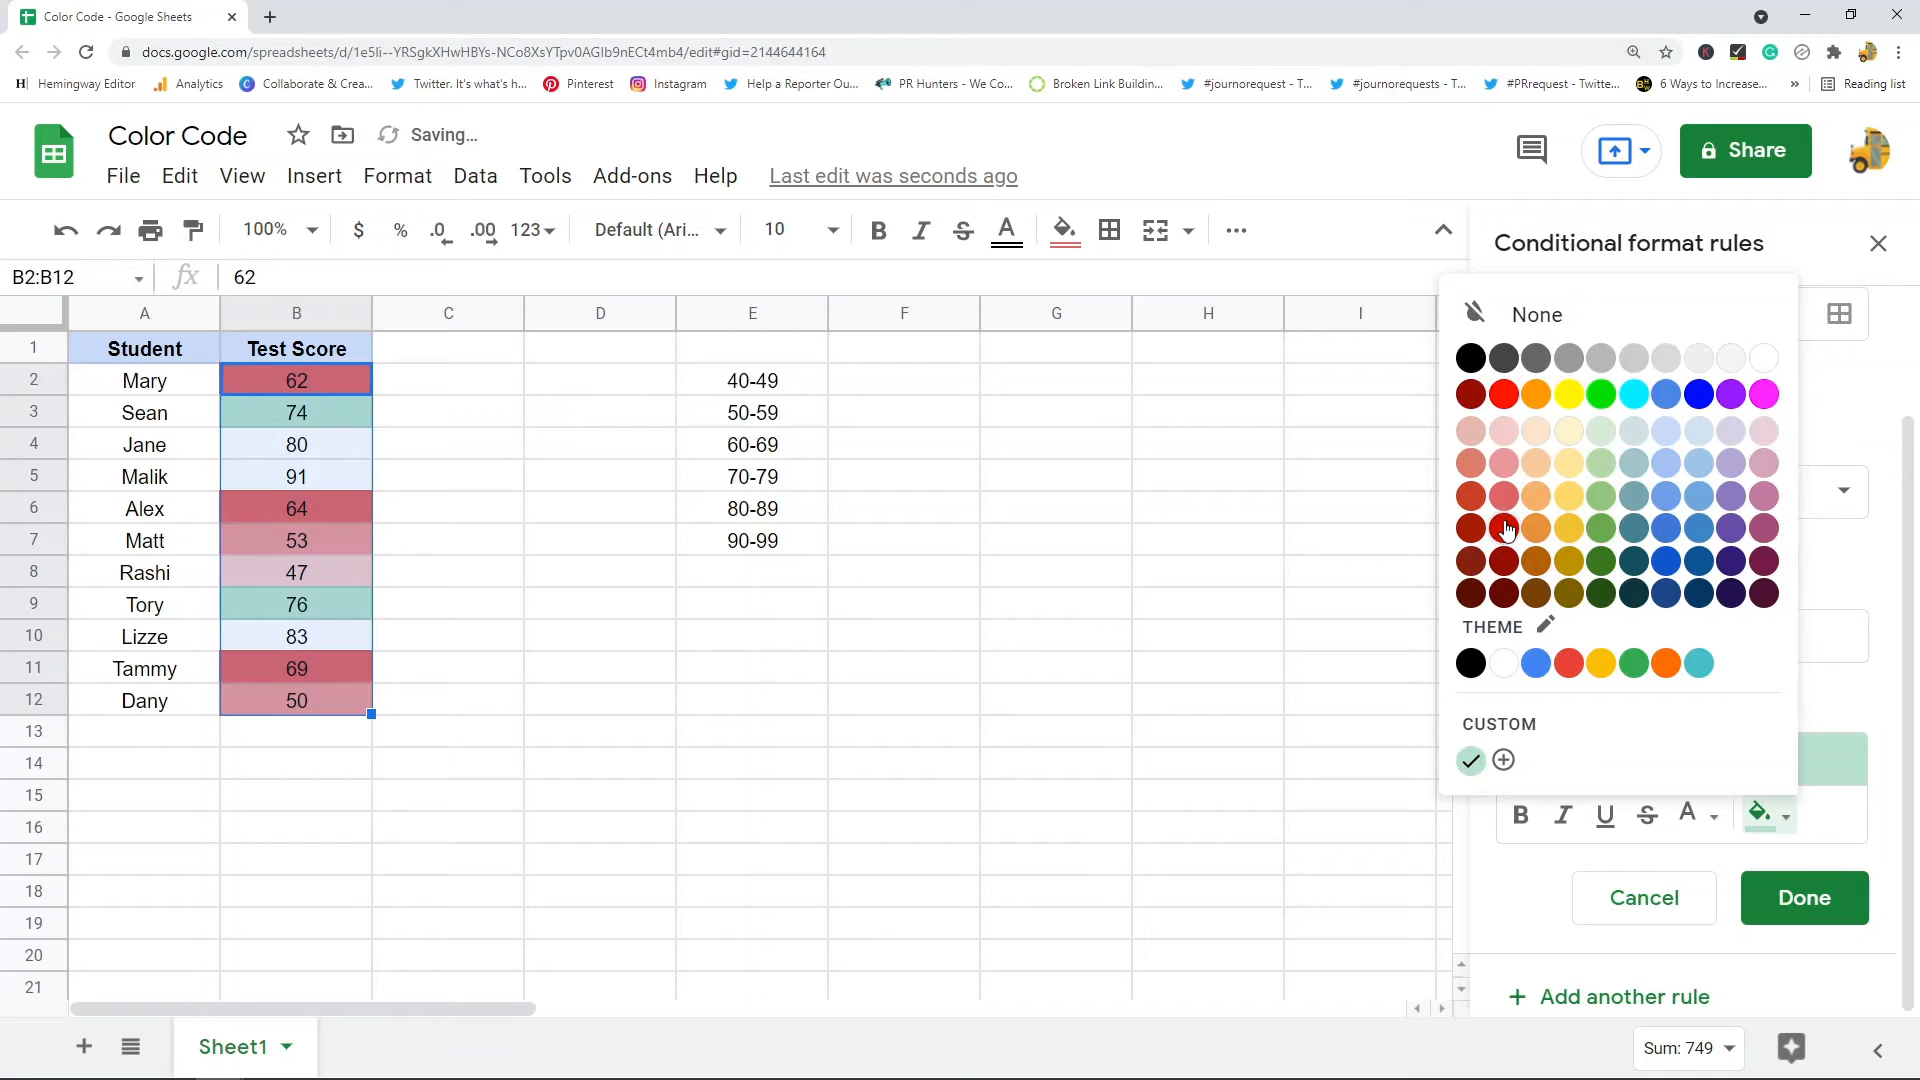 Color Code - Google Sheets
docs.google.com/spreadsheets/d/1e5li--YRSgkXHwHBYs-NCo8XsYTpv0AGIb9nECt4mb4/edit#gid=2144644164
Hemingway Editor Analytics Collaborate & Crea... Twitter. It's what's h... Pinterest Instagram Help a Reporter Ou... PR Hunters - We Co... Broken Link Buildin... #journorequest - T... #journorequests - T... #PRrequest - Twitte... 6 Ways to Increase... » Reading list
Color Code Saving...
Share
File Edit View Insert Format Data Tools Add-ons Help Last edit was seconds ago
100% $ % .0 .00 123 Default (Ari... 10 B I S A
Conditional format rules
B2:B12 fx 62
A B C D E F G H I
None
1 Student Test Score
2 Mary 62 40-49
3 Sean 74 50-59
4 Jane 80 60-69
5 Malik 91 70-79
6 Alex 64 80-89
7 Matt 53 90-99
8 Rashi 47
9 Tory 76
THEME
10 Lizze 83
11 Tammy 69
12 Dany 50
CUSTOM
13
14
15
16
B I U S A
17
18
Cancel Done
19
20
21
+ Add another rule
Sheet1
Sum: 749